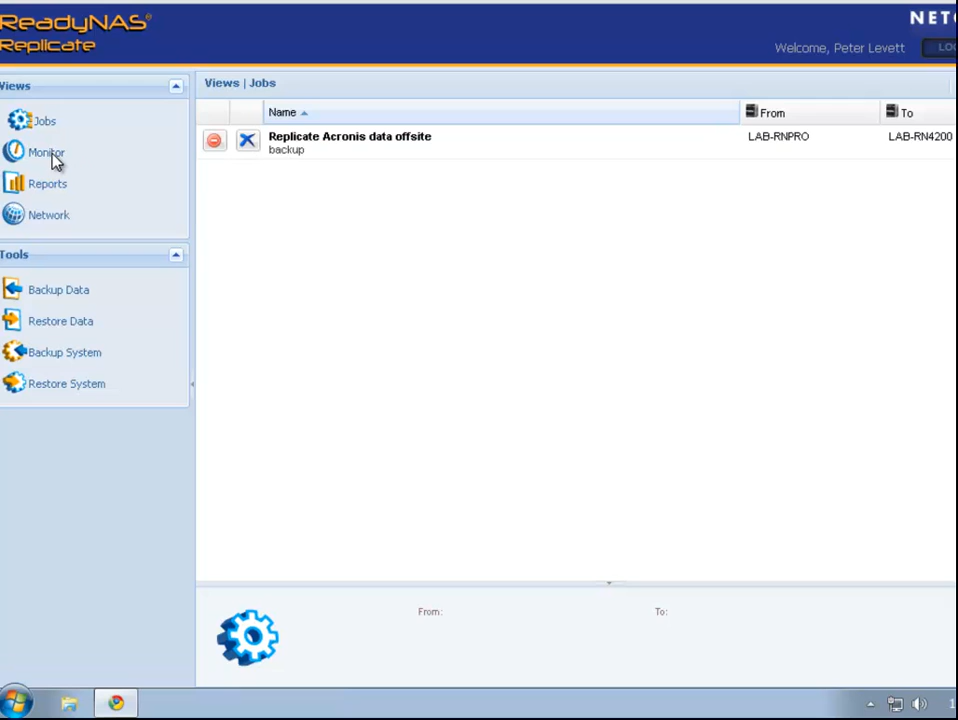 ReadyNAS®
Replicate
NET
Welcome, Peter Levett
LO
Views
Jobs
Monitor
Reports
Network
Tools
Backup Data
Restore Data
Backup System
Restore System
Views | Jobs
Name
From
To
Replicate Acronis data offsite
LAB-RNPRO
LAB-RN4200
backup
From:
To: